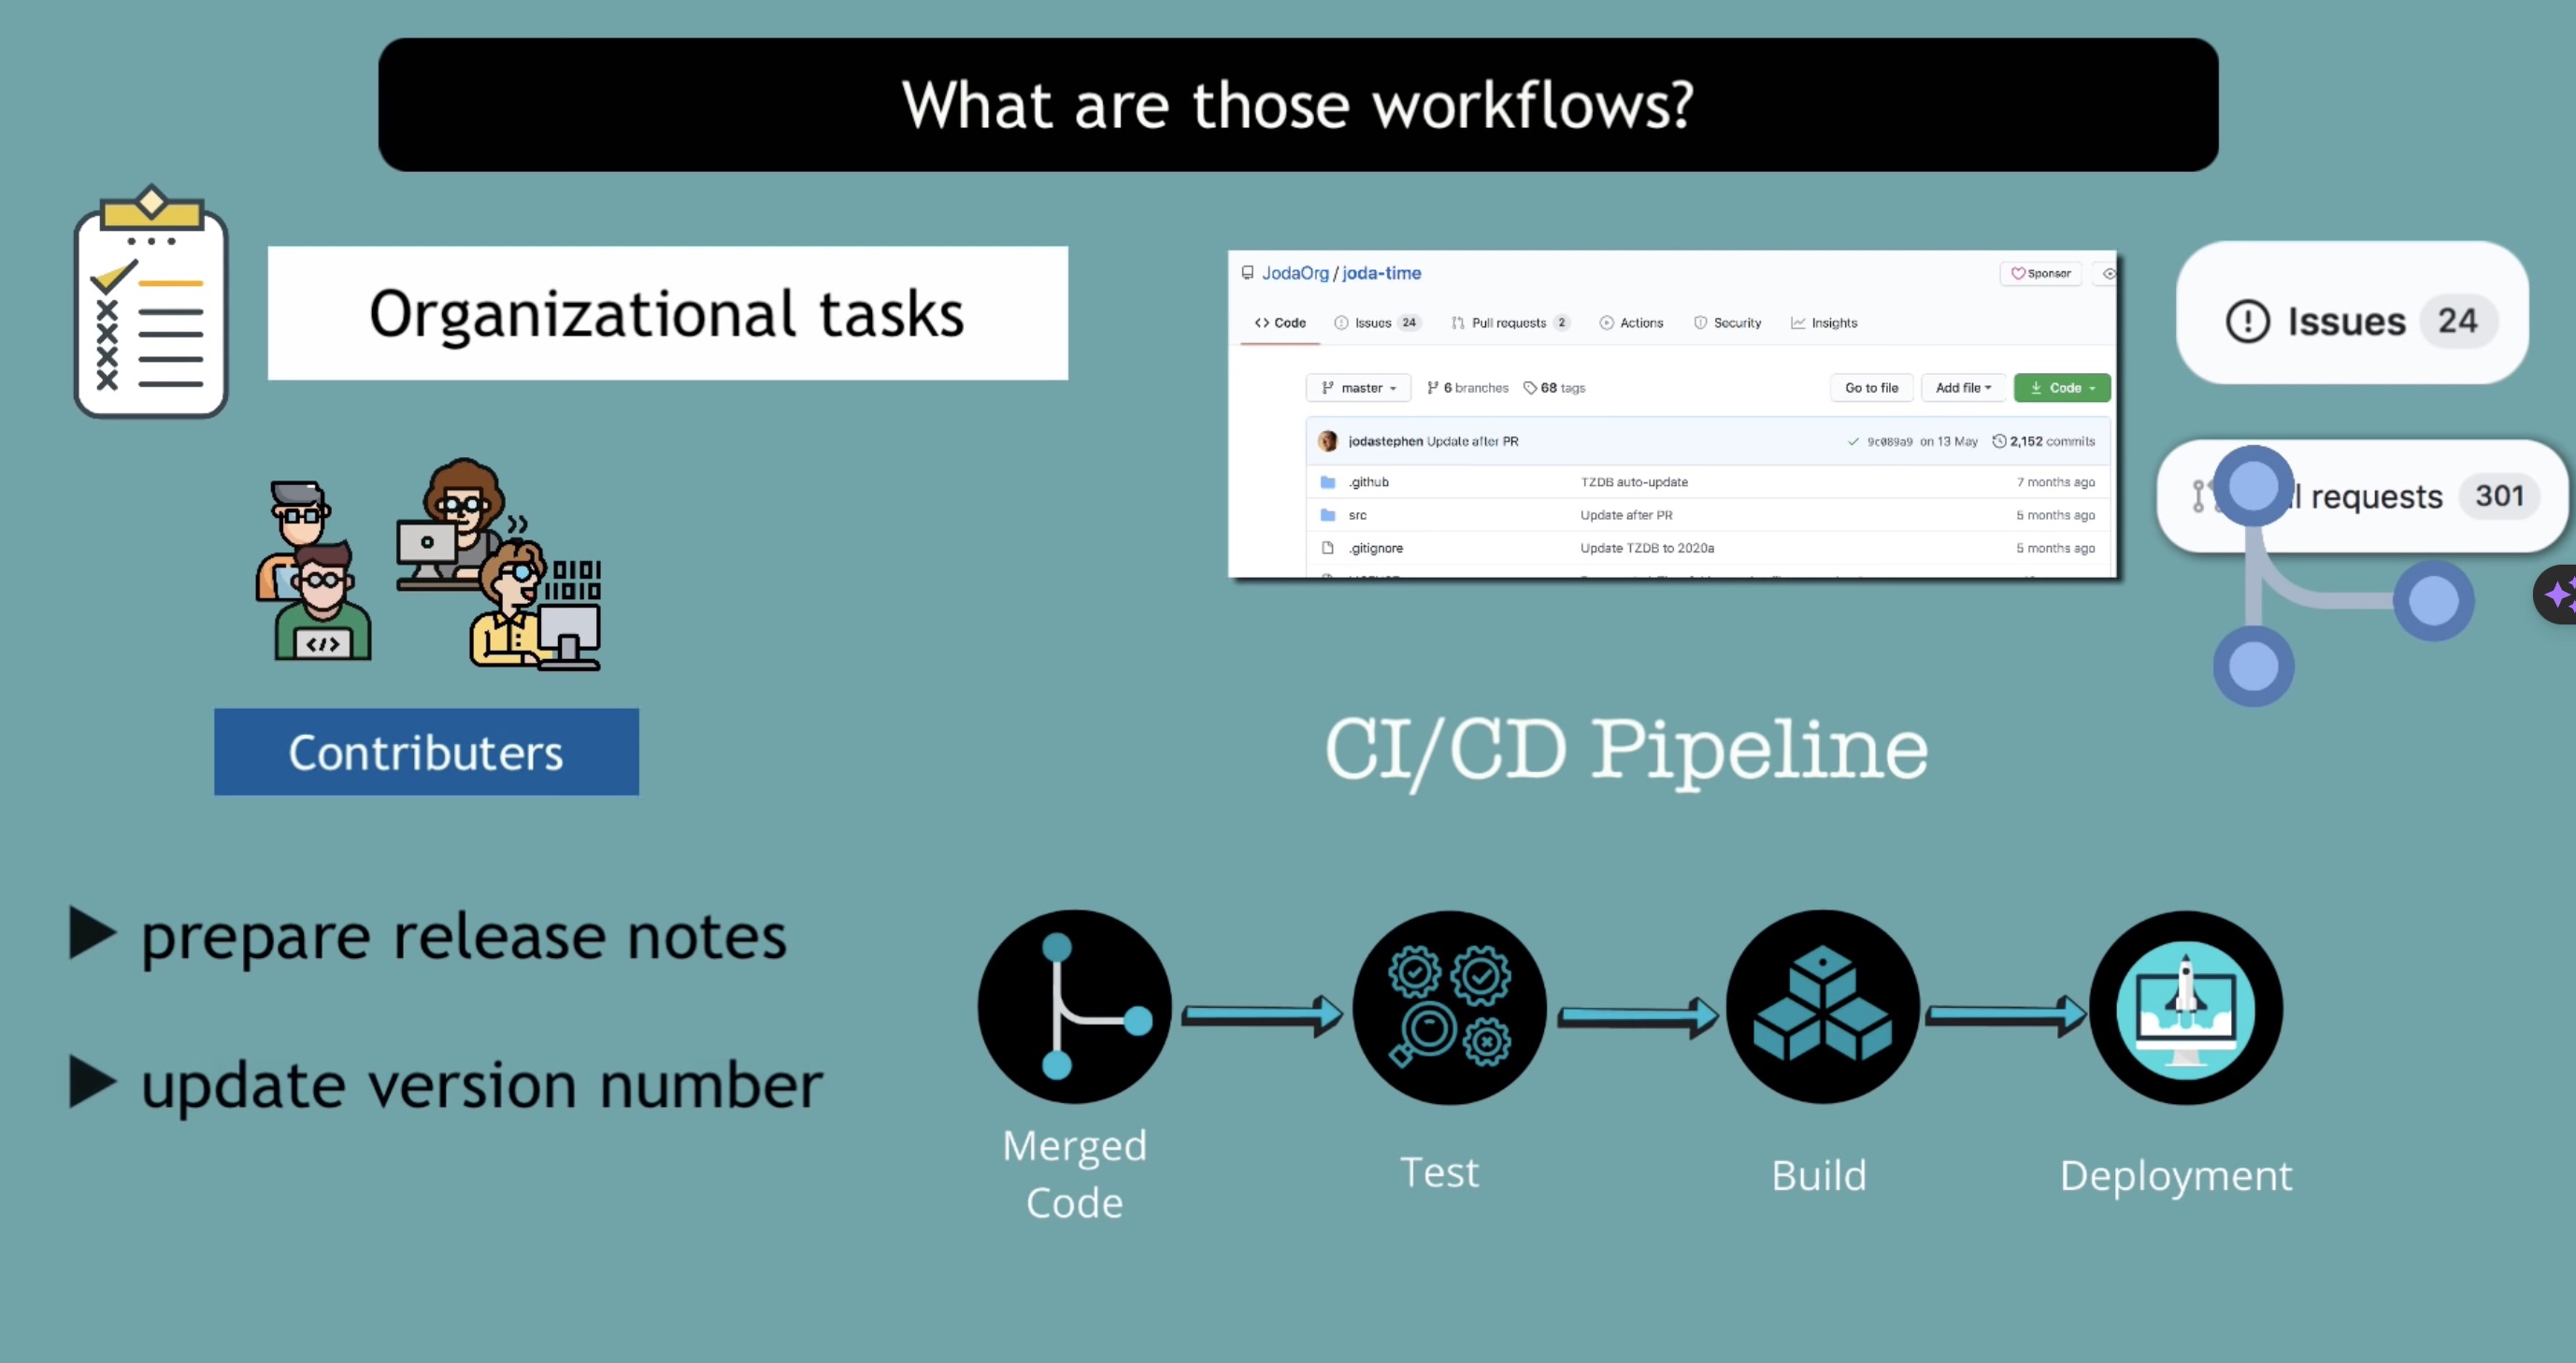 What are those workflows?
Organizational tasks
JodaOrg / joda-time
Sponsor
Code Issues 24 Pull requests 2 Actions Security Insights
master 6 branches 68 tags Go to file Add file Code
jodastephen Update after PR 9c089a9 on 13 May 2,152 commits
.github TZDB auto-update 7 months ago
src Update after PR 5 months ago
.gitignore Update TZDB to 2020a 5 months ago
Issues 24
requests 301
</>
0101
11010
Contributers
CI/CD Pipeline
prepare release notes
update version number
Merged
Code
Test
Build
Deployment